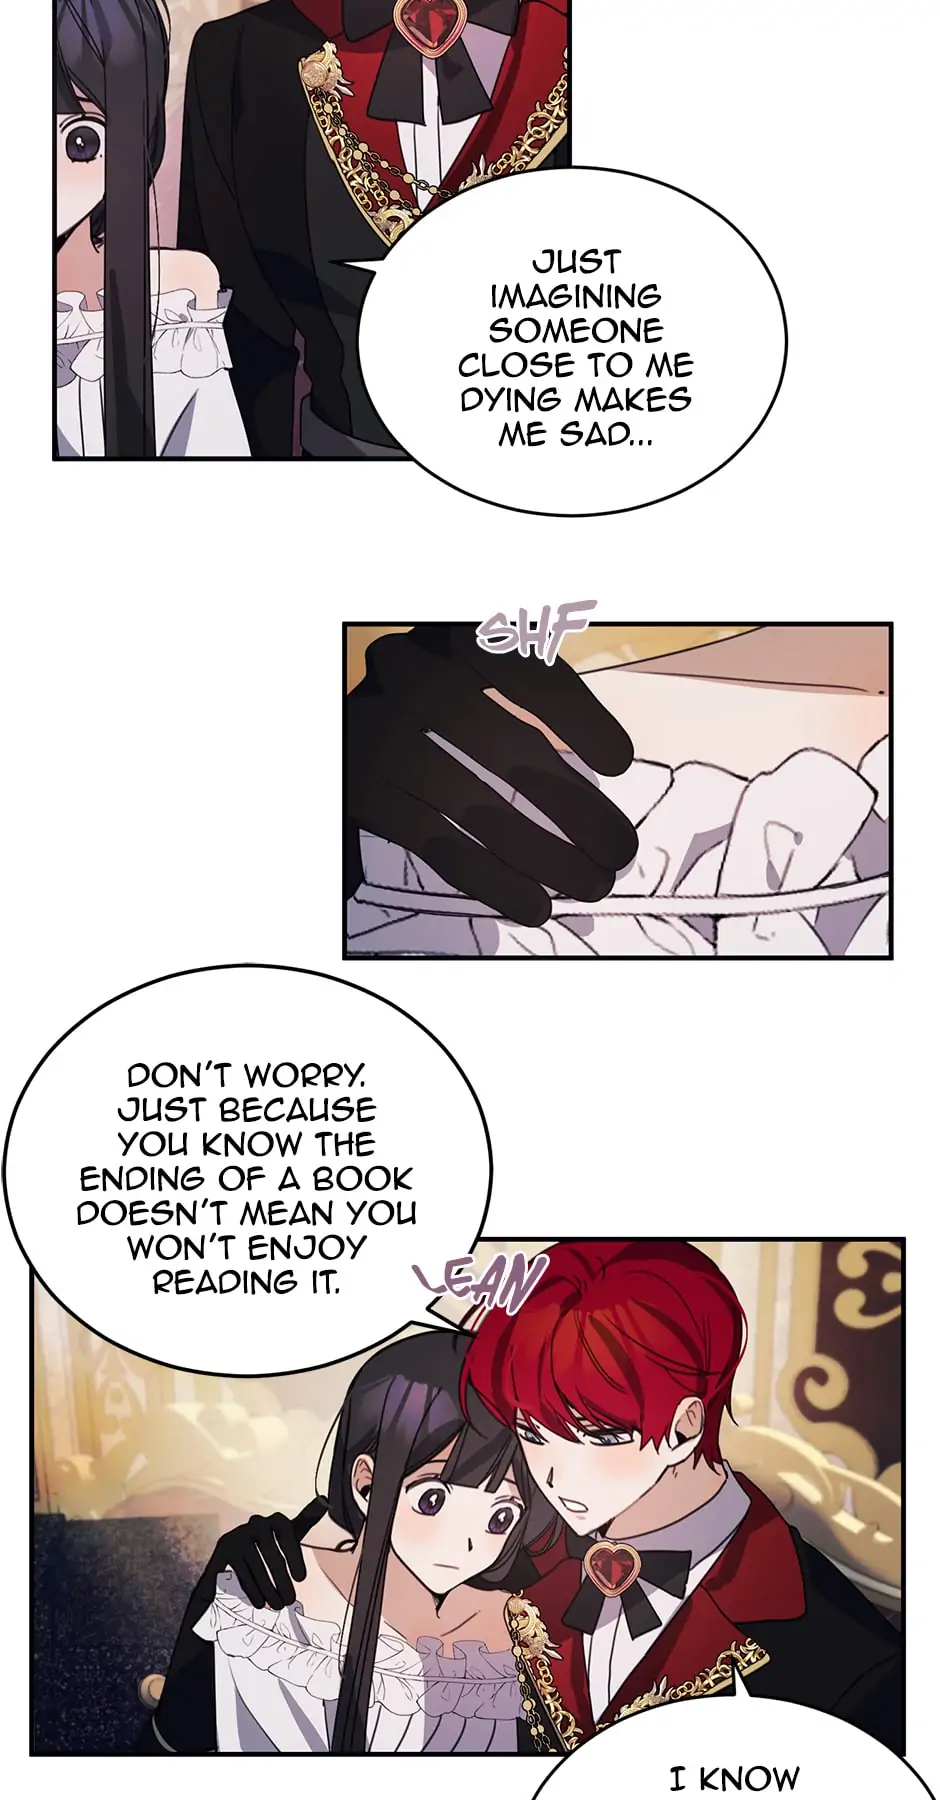 JUST
IMAGINING
SOMEONE
CLOSE TO ME
DYING MAKES
ME SAD...
SHF
DON'T WORRY.
JUST BECAUSE
YOU KNOW THE
ENDING OF A BOOK
DOESN'T MEAN YOU
WON'T ENJOY
READING IT.
LEAN
I KNOW